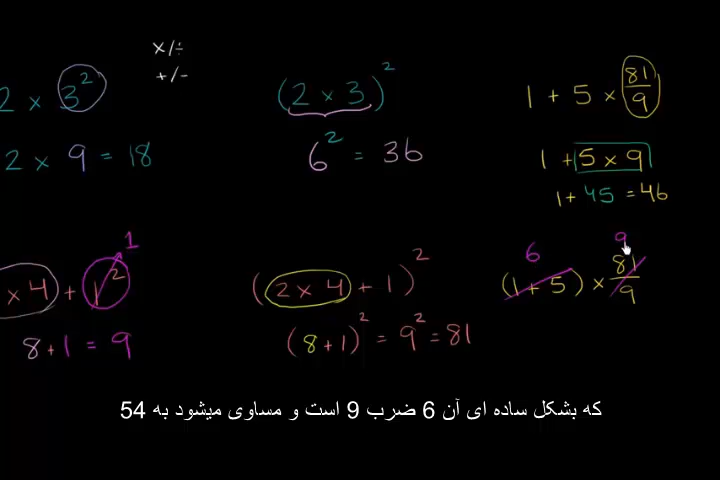 ×/÷
+/-
2 × 3²
(2 × 3)²
1 + 5 × 81/9
2 × 9 = 18
6² = 36
1 + 5 × 9
1 + 45 = 46
1
6
9
× 4) + 1²
(2 × 4 + 1)²
(1 + 5) × 81/9
8 + 1 = 9
(8 + 1)² = 9² = 81
که بشکل ساده ای آن 6 ضرب 9 است و مساوی میشود به 54